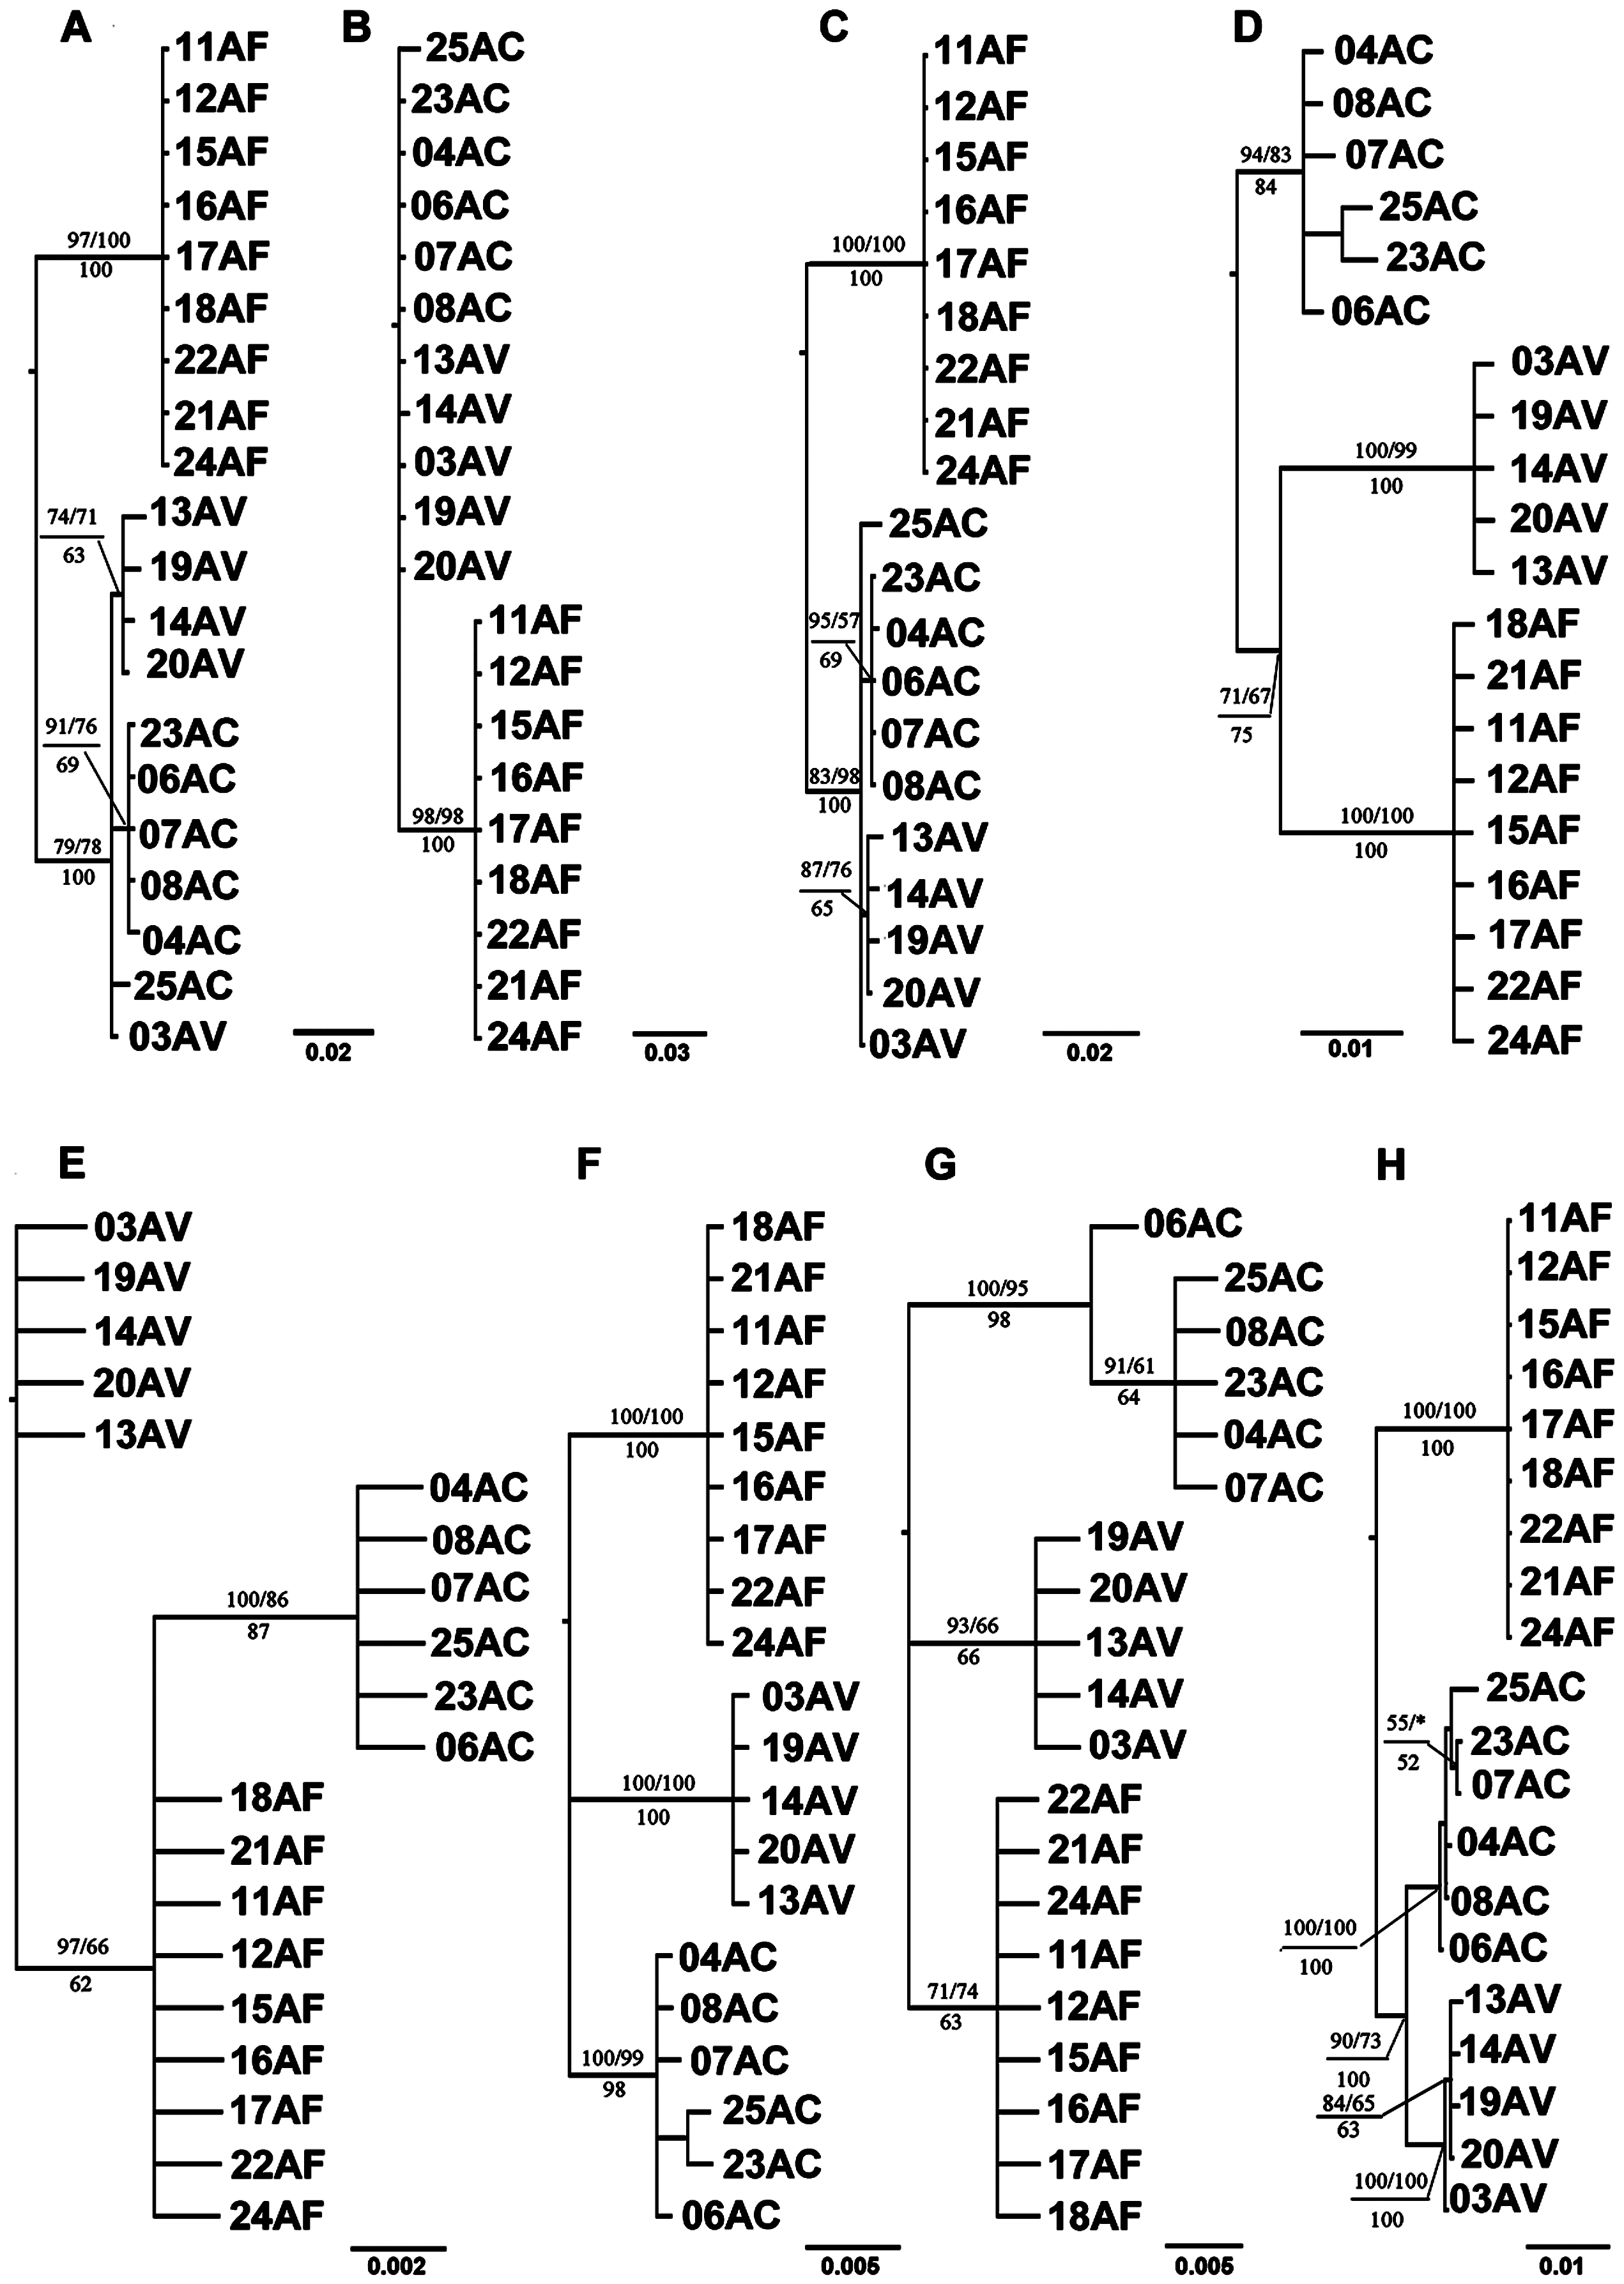 A
11AF
12AF
15AF
16AF
97/100
17AF
100
18AF
22AF
21AF
24AF
13AV
74/71
19AV
63
14AV
20AV
91/76
23AC
69
06AC
07AC
79/78
100
08AC
04AC
25AC
03AV
0.02
B
25AC
23AC
04AC
06AC
07AC
08AC
13AV
14AV
03AV
19AV
20AV
11AF
12AF
15AF
16AF
98/98
17AF
100
18AF
22AF
21AF
24AF
0.03
C
11AF
12AF
15AF
16AF
100/100
17AF
100
18AF
22AF
21AF
24AF
25AC
23AC
95/57
04AC
69
06AC
07AC
83/98
08AC
100
13AV
87/76
14AV
65
19AV
20AV
03AV
0.02
D
04AC
08AC
94/83
07AC
84
25AC
23AC
06AC
03AV
19AV
100/99
14AV
100
20AV
13AV
18AF
71/67
21AF
75
11AF
12AF
100/100
15AF
100
16AF
17AF
22AF
24AF
0.01
E
03AV
19AV
14AV
20AV
13AV
04AC
08AC
07AC
100/86
87
25AC
23AC
06AC
18AF
21AF
11AF
97/66
12AF
62
15AF
16AF
17AF
22AF
24AF
0.002
F
18AF
21AF
11AF
12AF
100/100
15AF
100
16AF
17AF
22AF
24AF
03AV
19AV
100/100
14AV
100
20AV
13AV
04AC
08AC
100/99
07AC
98
25AC
23AC
06AC
0.005
G
06AC
100/95
25AC
98
08AC
91/61
23AC
64
04AC
07AC
19AV
20AV
93/66
13AV
66
14AV
03AV
22AF
21AF
24AF
11AF
71/74
12AF
63
15AF
16AF
17AF
18AF
0.005
H
11AF
12AF
15AF
16AF
100/100
17AF
100
18AF
22AF
21AF
24AF
25AC
55/*
23AC
52
07AC
04AC
08AC
100/100
06AC
100
13AV
90/73
14AV
100
84/65
19AV
63
20AV
100/100
03AV
100
0.01